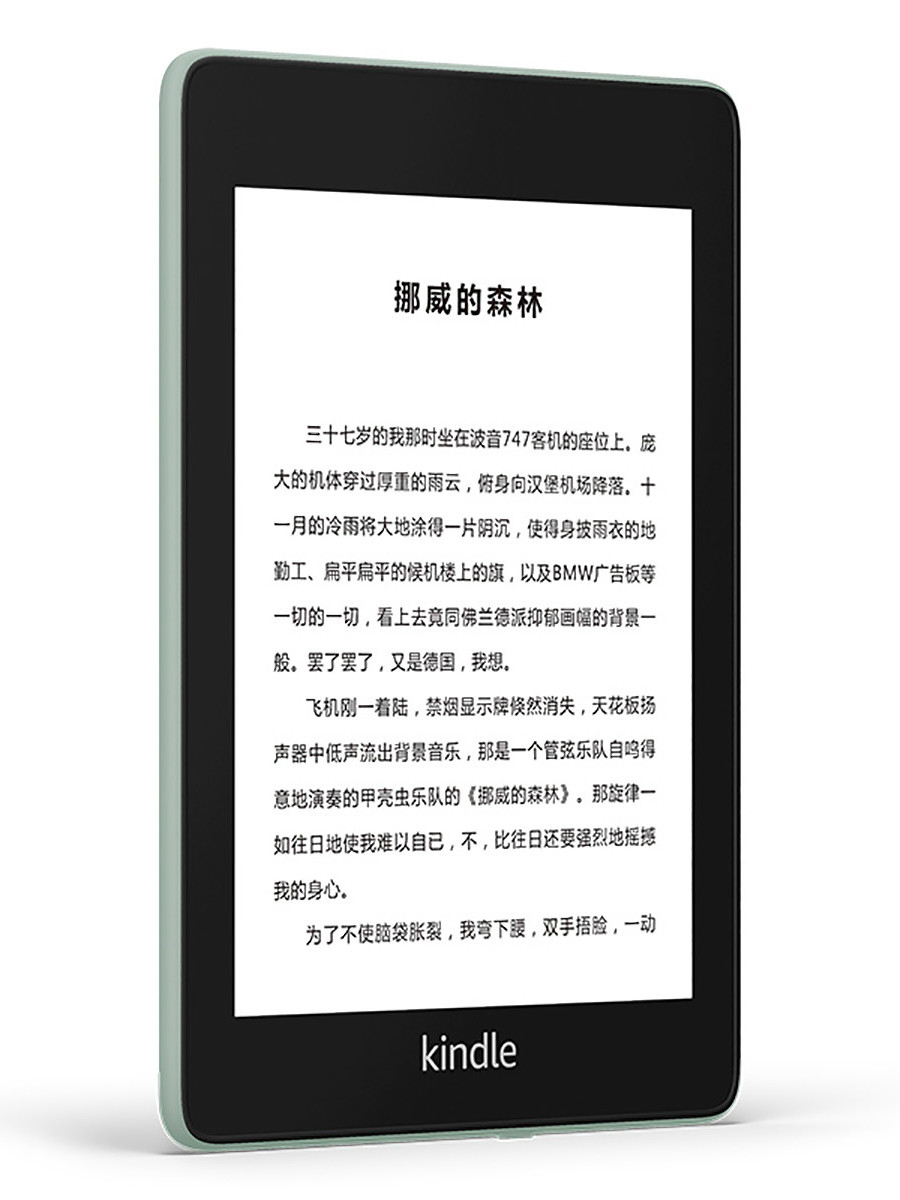 挪威的森林
三十七岁的我那时坐在波音747客机的座位上。庞
大的机体穿过厚重的雨云，俯身向汉堡机场降落。十
一月的冷雨将大地涂得一片阴沉，使得身披雨衣的地
勤工、扁平扁平的候机楼上的旗，以及BMW广告板等
一切的一切，看上去竟同佛兰德派抑郁画幅的背景一
般。罢了罢了，又是德国，我想。
飞机刚一着陆，禁烟显示牌倏然消失，天花板扬
声器中低声流出背景音乐，那是一个管弦乐队自鸣得
意地演奏的甲壳虫乐队的《挪威的森林》。那旋律一
如往日地使我难以自已，不，比往日还要强烈地摇撼
我的身心。
为了不使脑袋胀裂，我弯下腰，双手捂脸，一动
kindle